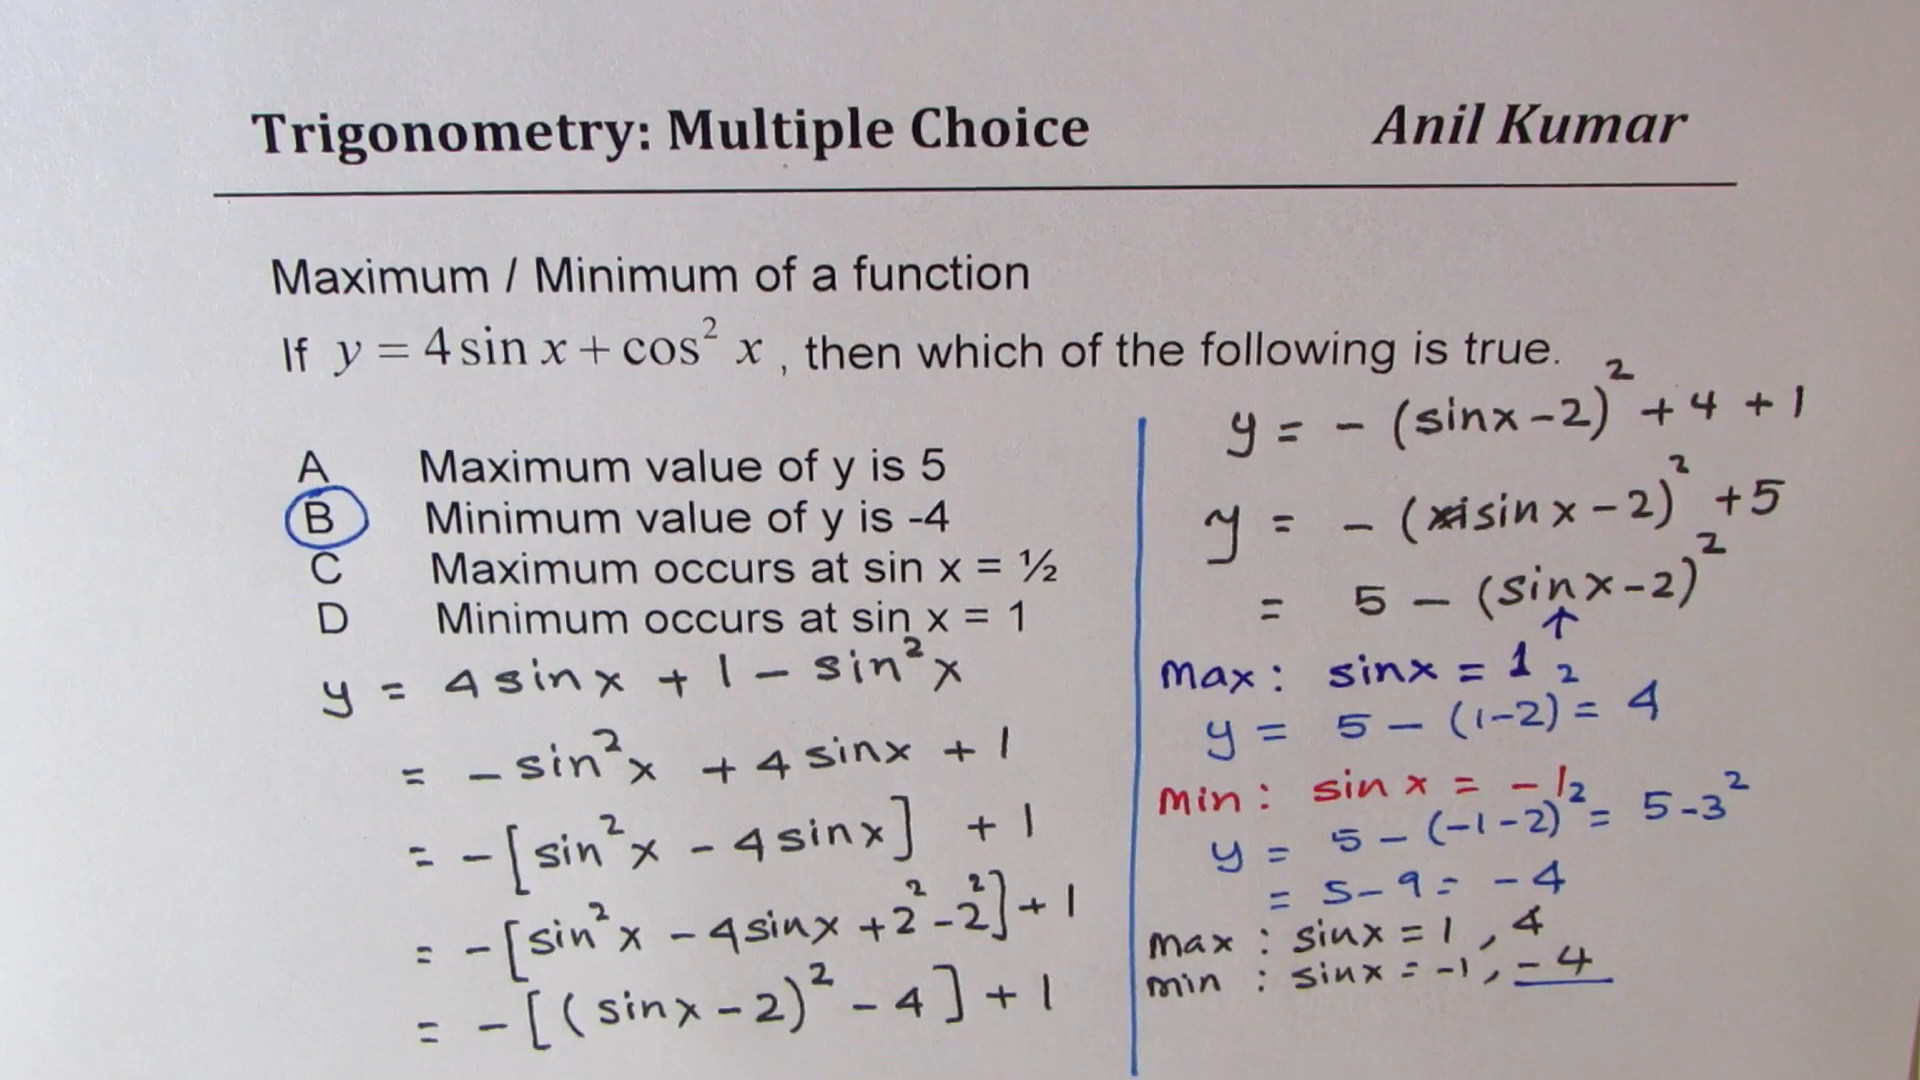 Trigonometry: Multiple Choice
Anil Kumar
Maximum / Minimum of a function
If y = 4 sin x + cos² x , then which of the following is true.
A Maximum value of y is 5
B Minimum value of y is -4
C Maximum occurs at sin x = ½
D Minimum occurs at sin x = 1
y = 4 sin x + 1 − sin² x
= − sin² x + 4 sin x + 1
= − [sin² x − 4 sin x] + 1
= − [sin² x − 4 sin x + 2² − 2²] + 1
= − [(sin x − 2)² − 4] + 1
y = − (sin x − 2)² + 4 + 1
y = − (sin x − 2)² + 5
= 5 − (sin x − 2)²
↑
max : sin x = 1
y = 5 − (1−2)² = 4
min : sin x = −1
y = 5 − (−1−2)² = 5 − 3²
= 5 − 9 = −4
max : sin x = 1 , 4
min : sin x = −1 , −4